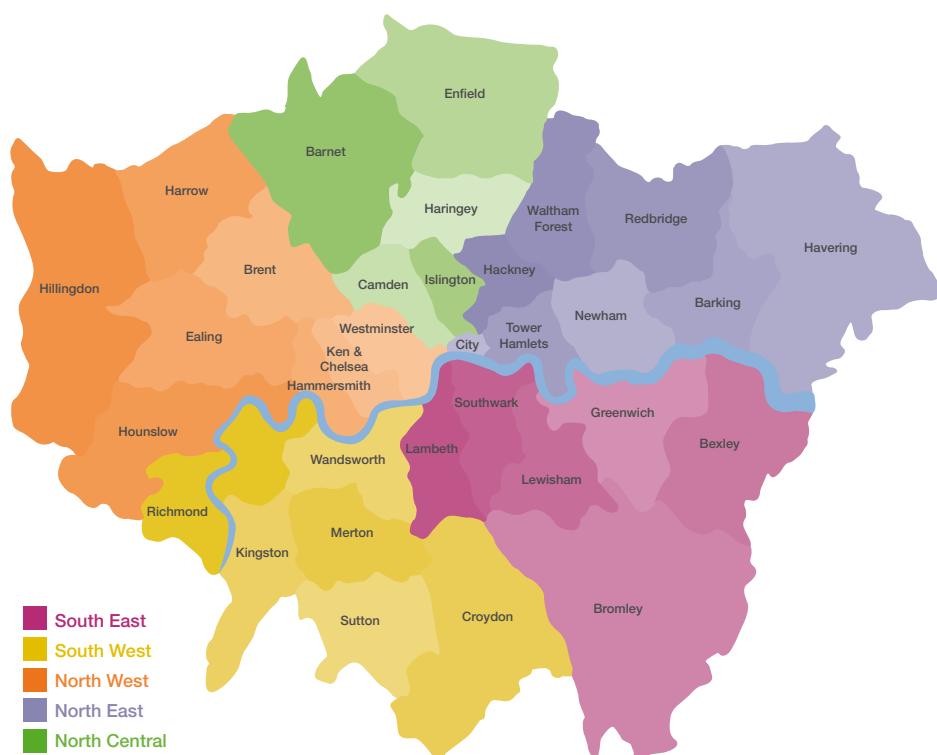 Enfield
Barnet
Harrow
Haringey
Waltham
Forest
Redbridge
Havering
Brent
Hackney
Islington
Camden
Hillingdon
Barking
Newham
Westminster
Tower
Hamlets
Ealing
City
Ken &
Chelsea
Hammersmith
Southwark
Greenwich
Hounslow
Bexley
Lambeth
Wandsworth
Lewisham
Richmond
Merton
Kingston
Bromley
Croydon
Sutton
South East
South West
North West
North East
North Central